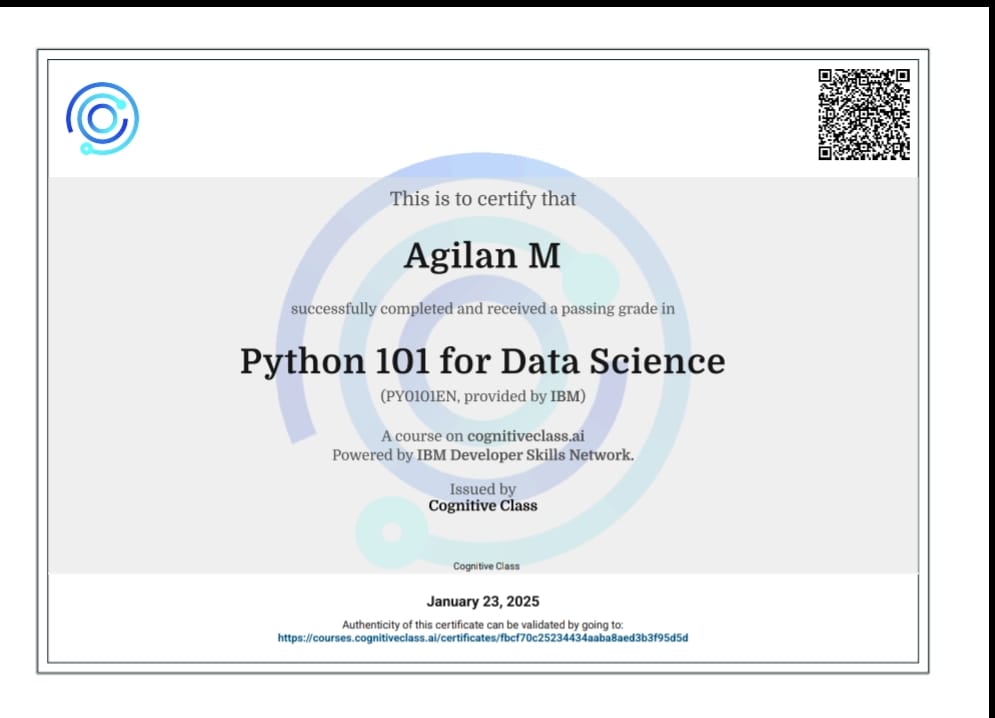 This is to certify that
Agilan M
successfully completed and received a passing grade in
Python 101 for Data Science
(PY0101EN, provided by IBM)
A course on cognitiveclass.ai
Powered by IBM Developer Skills Network.
Issued by
Cognitive Class
Cognitive Class
January 23, 2025
Authenticity of this certificate can be validated by going to:
https://courses.cognitiveclass.ai/certificates/fbcf70c25234434aaba8aed3b3f95d5d